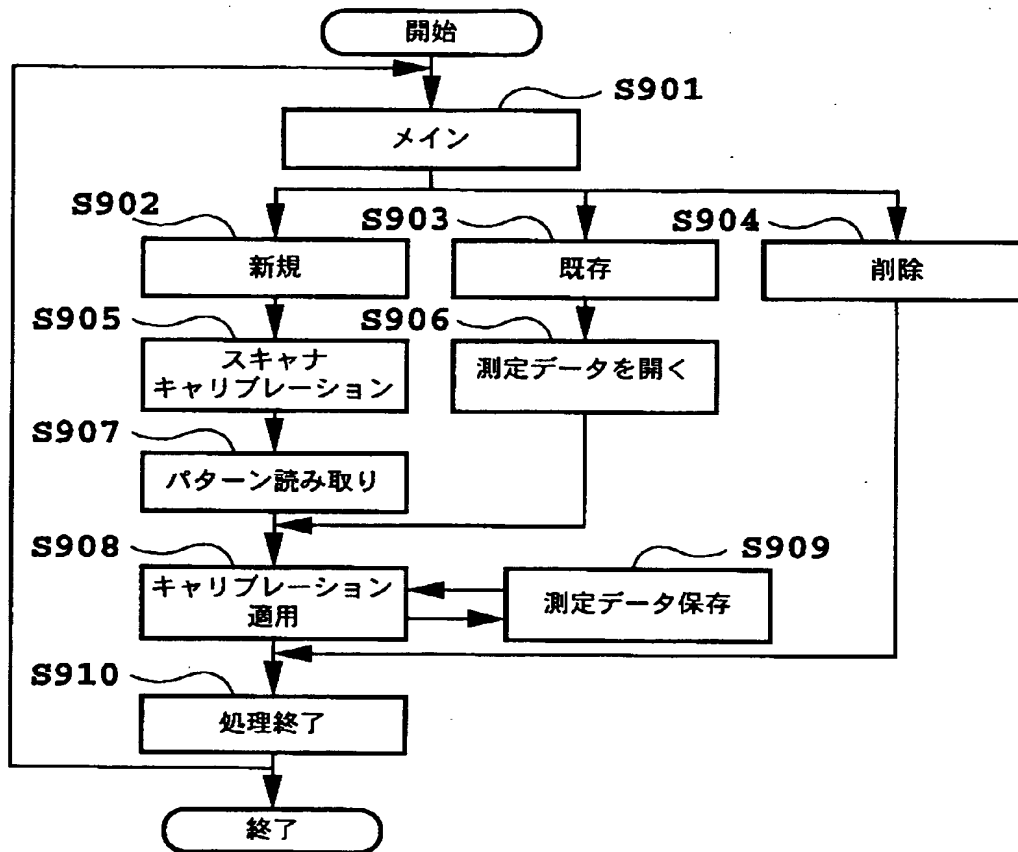 開始
S901
メイン
S902
S903
S904
新規
既存
削除
S905
S906
スキャナ
キャリブレーション
測定データを開く
S907
パターン読み取り
S908
S909
キャリブレーション
適用
測定データ保存
S910
処理終了
終了